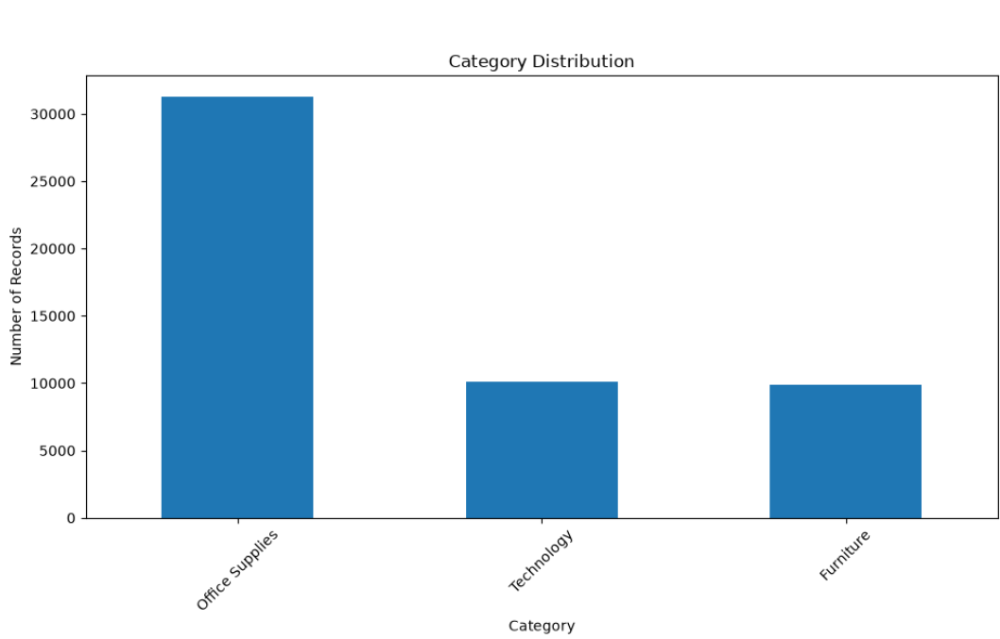 Category Distribution
Number of Records
30000
25000
20000
15000
10000
5000
0
Office Supplies
Technology
Furniture
Category